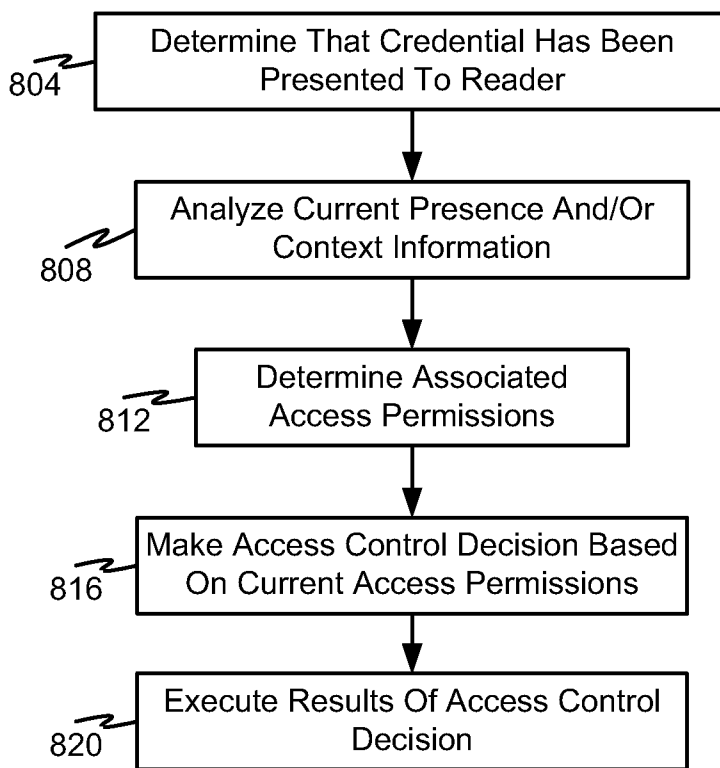 Determine That Credential Has Been
Presented To Reader
804
Analyze Current Presence And/Or
Context Information
808
Determine Associated
Access Permissions
812
Make Access Control Decision Based
On Current Access Permissions
816
Execute Results Of Access Control
Decision
820